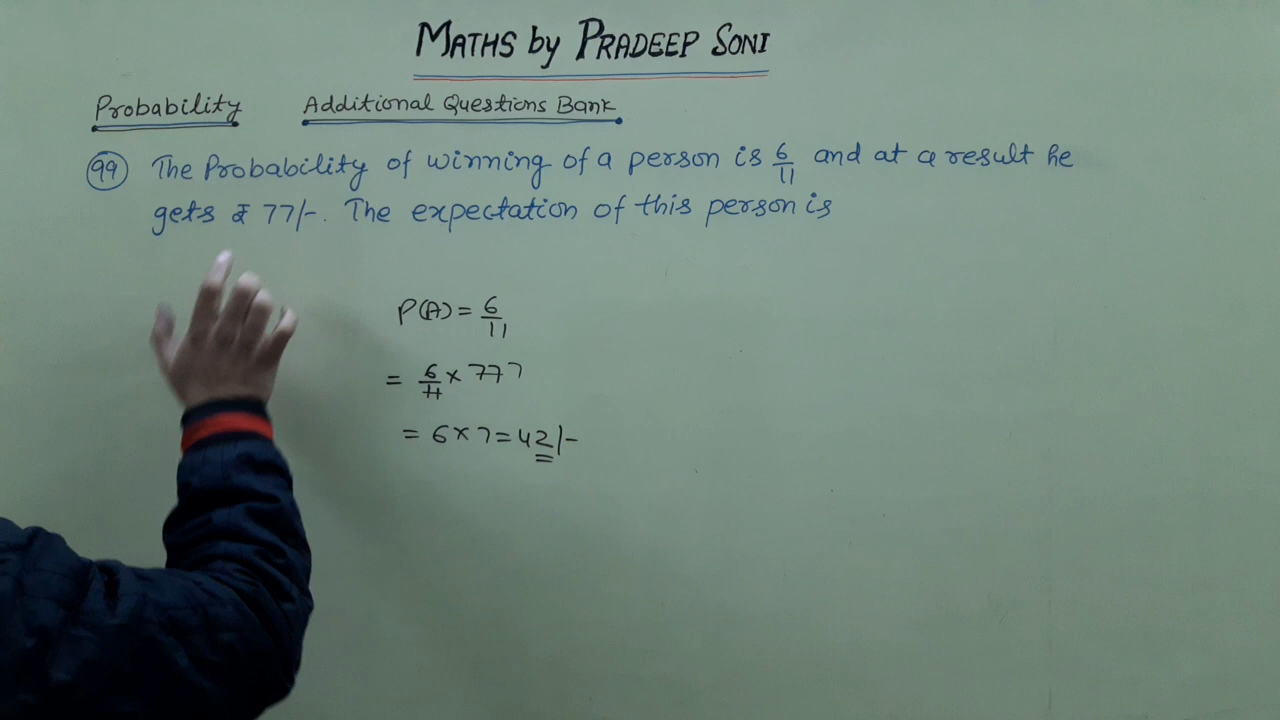 MATHS by PRADEEP SONI
Probability Additional Questions Bank
99 The Probability of winning of a person is 6/11 and at a result he
gets ₹ 77/-. The expectation of this person is
P(A) = 6/11
= 6/11 × 77 7
= 6 × 7 = 42/-